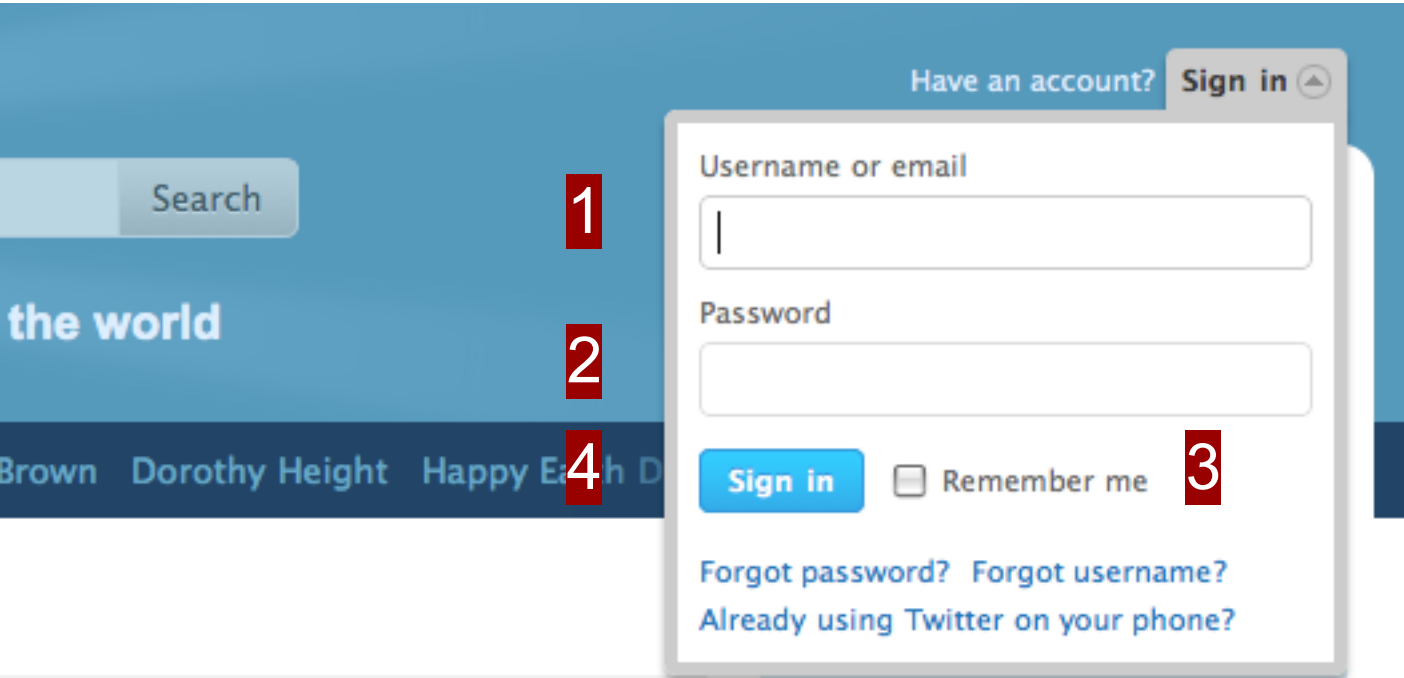 Have an account? Sign in
Username or email
Search
1
the world
Password
2
Brown Dorothy Height Happy
4
Sign in Remember me
3
Forgot password? Forgot username?
Already using Twitter on your phone?